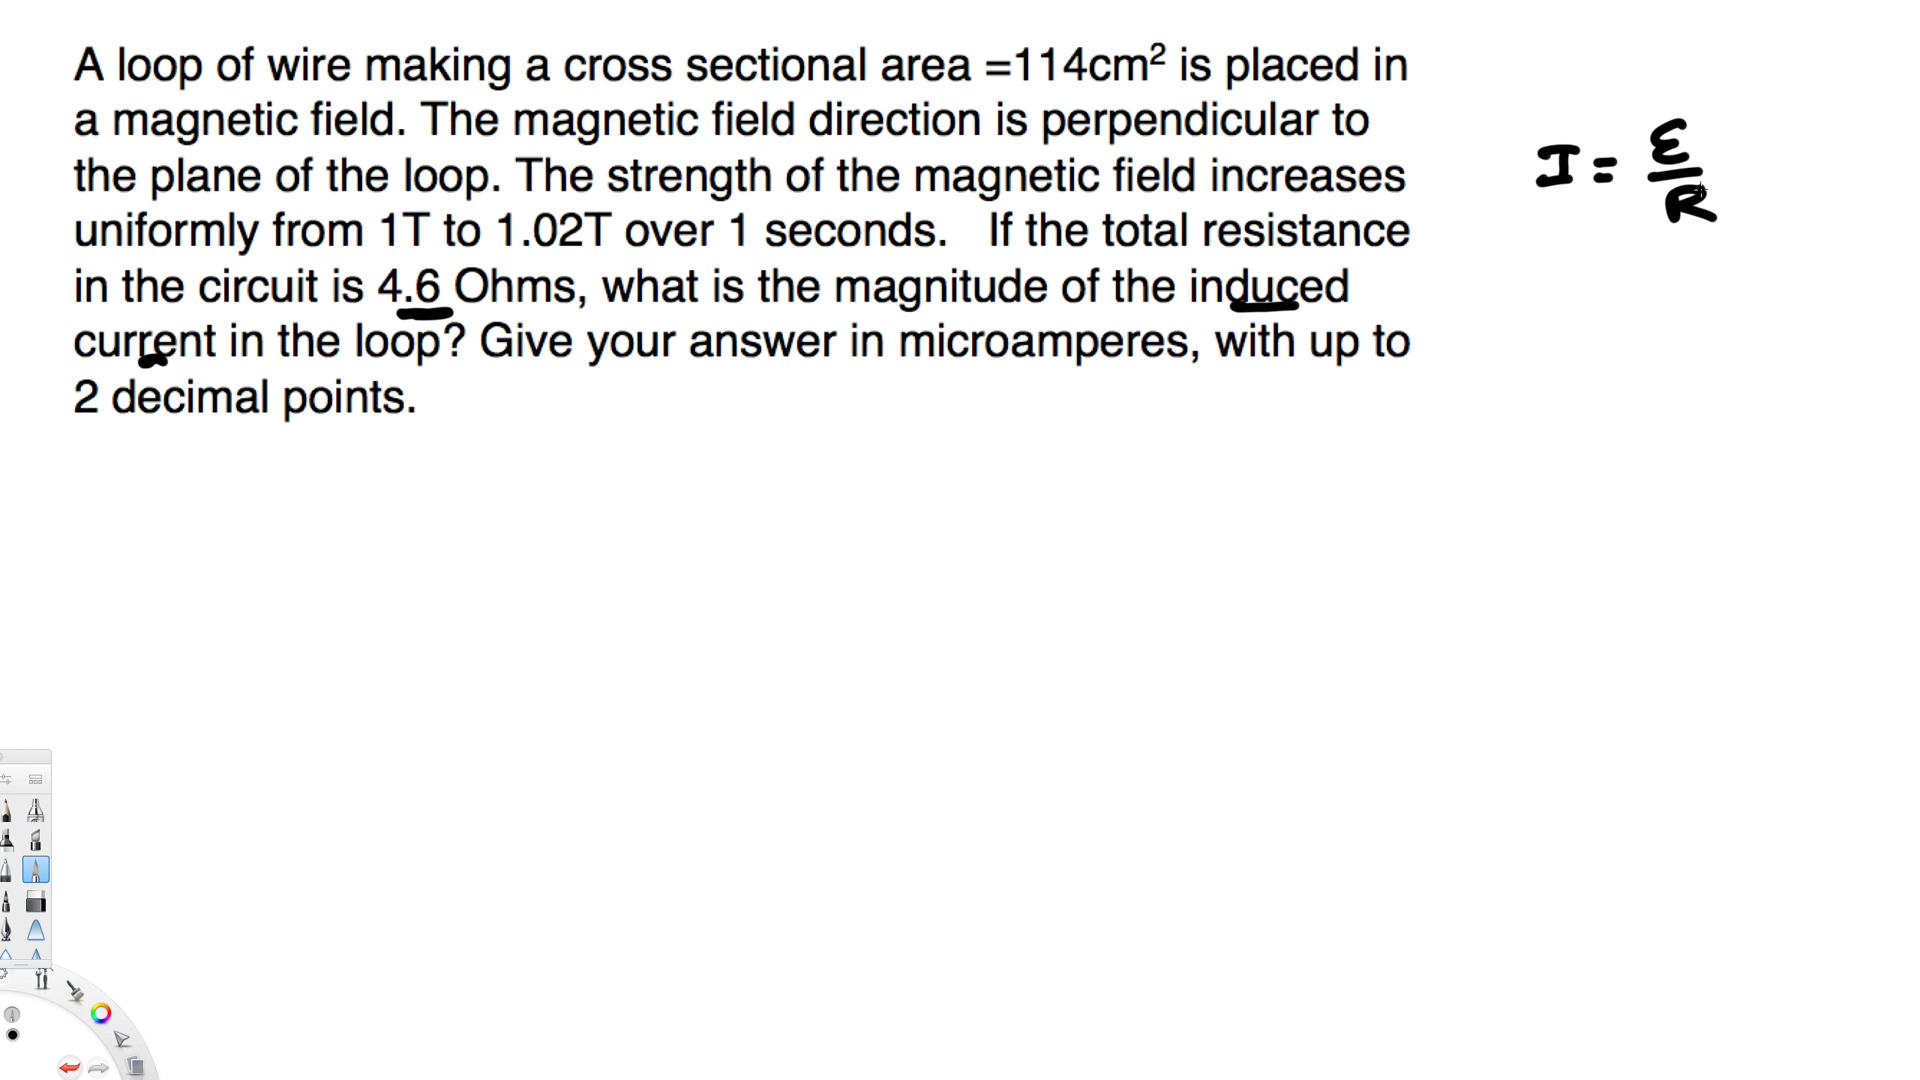 A loop of wire making a cross sectional area =114cm² is placed in
a magnetic field. The magnetic field direction is perpendicular to
the plane of the loop. The strength of the magnetic field increases
uniformly from 1T to 1.02T over 1 seconds. If the total resistance
in the circuit is 4.6 Ohms, what is the magnitude of the induced
current in the loop? Give your answer in microamperes, with up to
2 decimal points.
I = ε/R